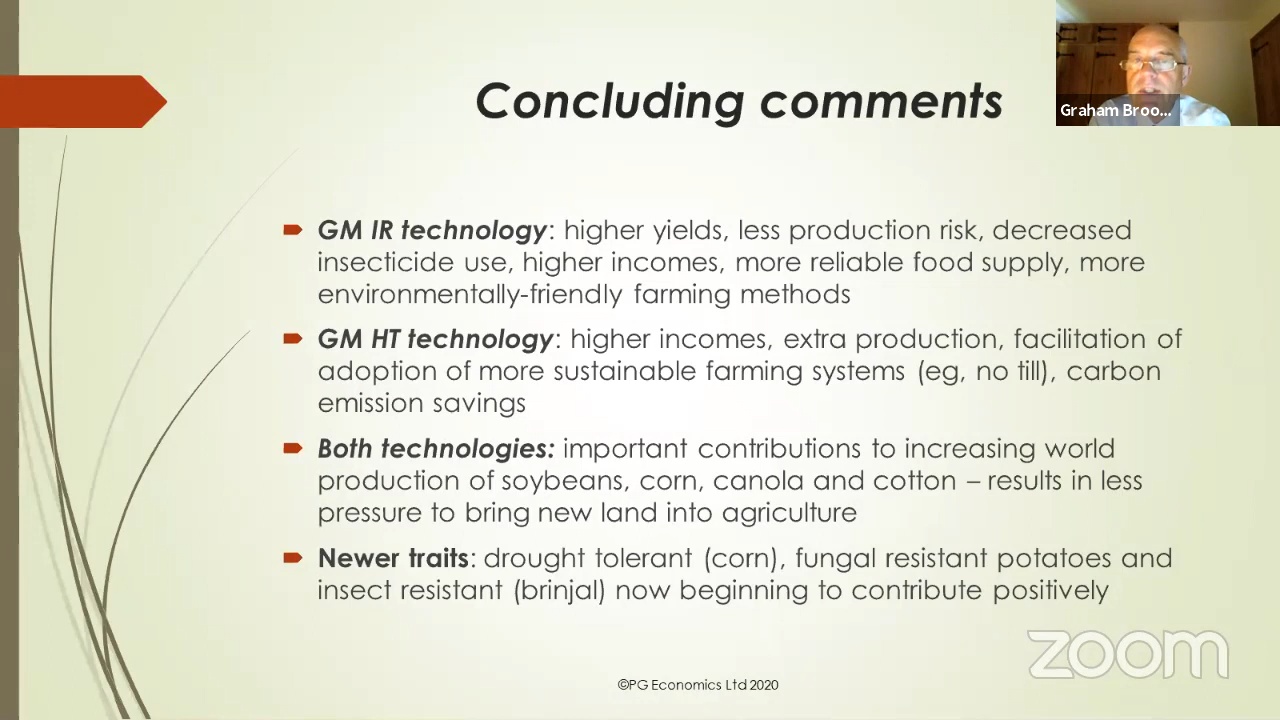 Concluding comments
Graham Broo...
GM IR technology: higher yields, less production risk, decreased
insecticide use, higher incomes, more reliable food supply, more
environmentally-friendly farming methods
GM HT technology: higher incomes, extra production, facilitation of
adoption of more sustainable farming systems (eg, no till), carbon
emission savings
Both technologies: important contributions to increasing world
production of soybeans, corn, canola and cotton – results in less
pressure to bring new land into agriculture
Newer traits: drought tolerant (corn), fungal resistant potatoes and
insect resistant (brinjal) now beginning to contribute positively
zoom
©PG Economics Ltd 2020